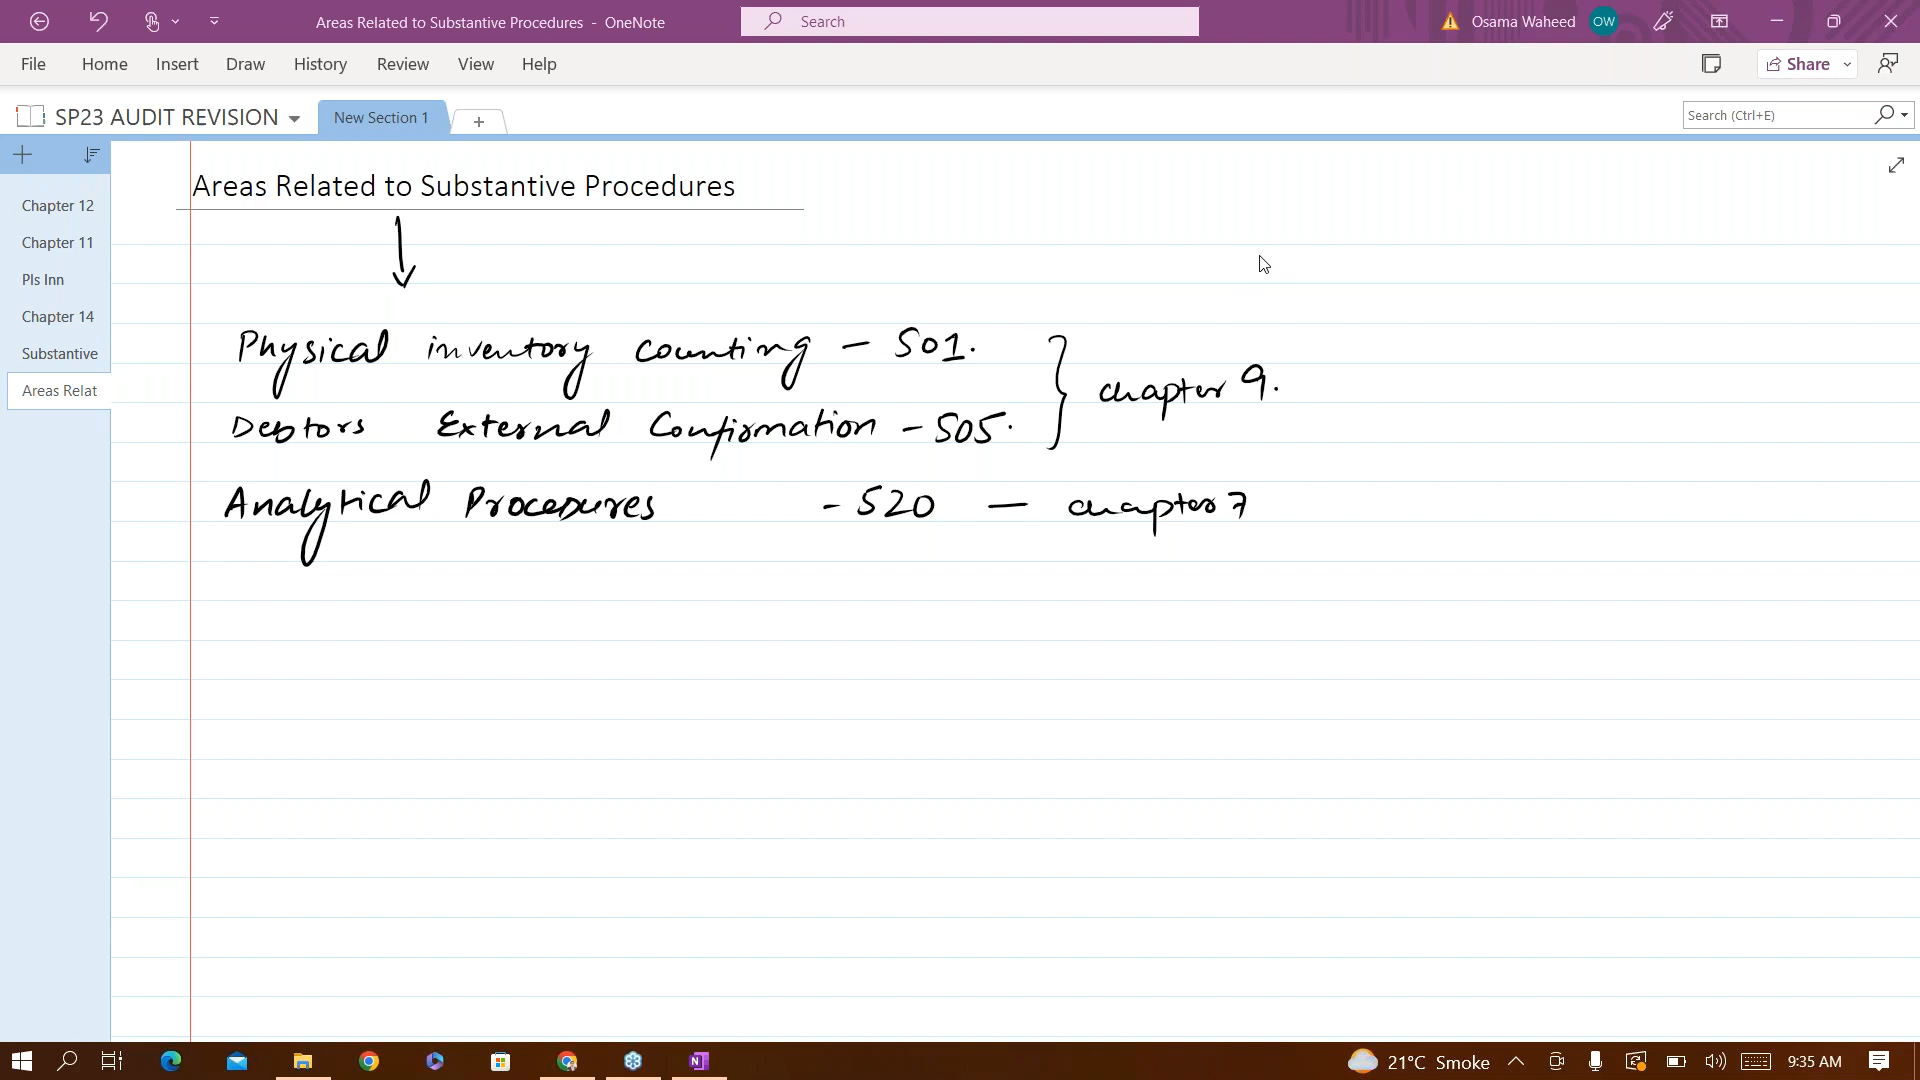 Areas Related to Substantive Procedures - OneNote
Search
Osama Waheed OW
File Home Insert Draw History Review View Help
Share
SP23 AUDIT REVISION New Section 1
Search (Ctrl+E)
Areas Related to Substantive Procedures
Chapter 12
Chapter 11
Pls Inn
Chapter 14
Substantive
Areas Relat
Physical inventory counting - 501.
Debtors External Confirmation - 505.
chapter 9.
Analytical Procedures - 520 — chapter 7
21°C Smoke
9:35 AM